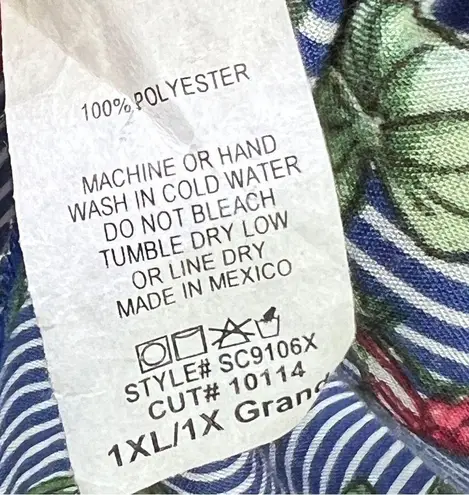 100% POLYESTER
MACHINE OR HAND
WASH IN COLD WATER
DO NOT BLEACH
TUMBLE DRY LOW
OR LINE DRY
MADE IN MEXICO
STYLE# SC9106X
CUT# 10114
1XL/1X Grand